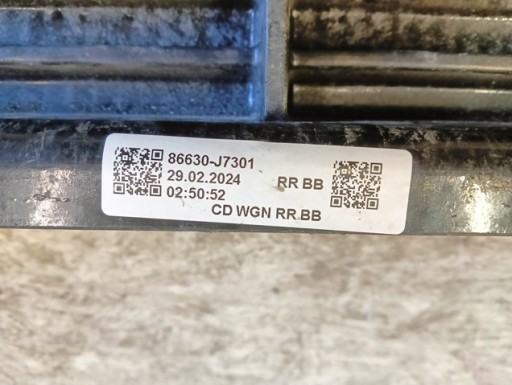 86630-J7301
29.02.2024 RR BB
02:50:52
CD WGN RR BB